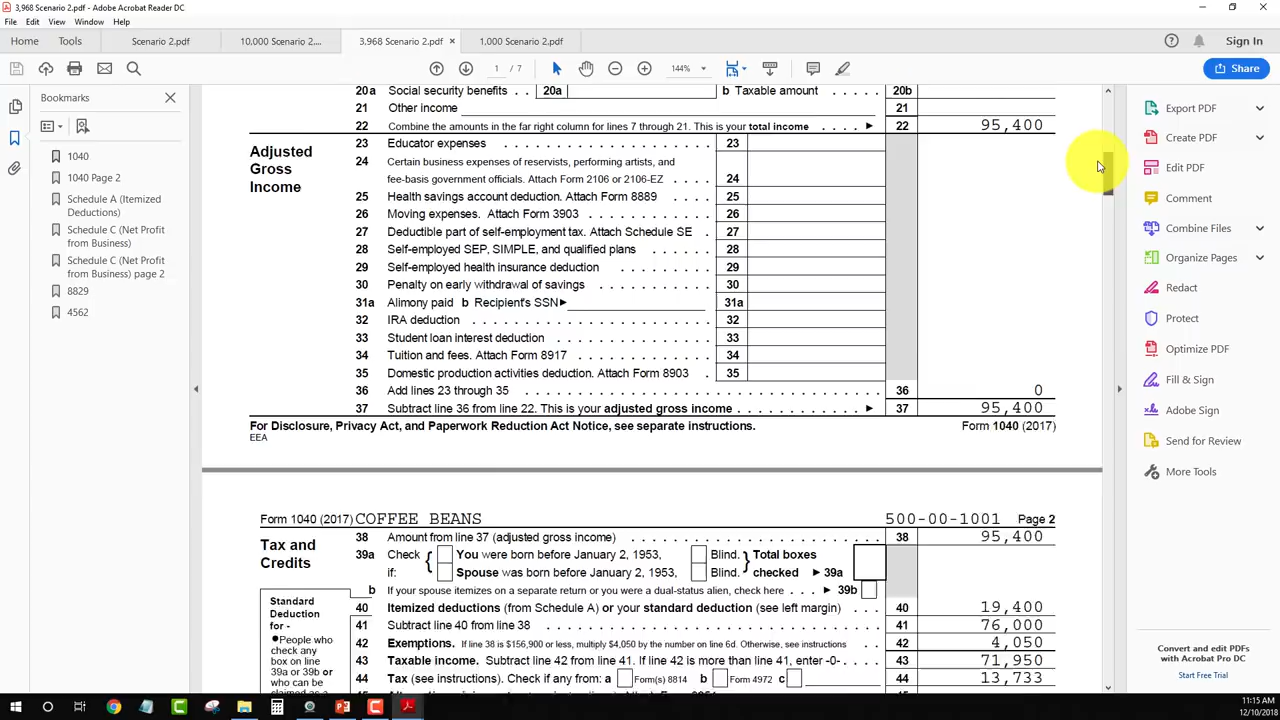 3,968 Scenario 2.pdf - Adobe Acrobat Reader DC
File Edit View Window Help
Home Tools Scenario 2.pdf 10,000 Scenario 2.... 3,968 Scenario 2.pdf × 1,000 Scenario 2.pdf Sign In
1 / 7 144% Share
Bookmarks
1040
1040 Page 2
Schedule A (Itemized
Deductions)
Schedule C (Net Profit
from Business)
Schedule C (Net Profit
from Business) page 2
8829
4562
20a Social security benefits . . 20a b Taxable amount . . . . . 20b
21 Other income 21
22 Combine the amounts in the far right column for lines 7 through 21. This is your total income . . . . ► 22 95,400
Adjusted
Gross
Income
23 Educator expenses . . . . . . . . . . . . . . . 23
24 Certain business expenses of reservists, performing artists, and
fee-basis government officials. Attach Form 2106 or 2106-EZ . . . . 24
25 Health savings account deduction. Attach Form 8889 . . . . 25
26 Moving expenses. Attach Form 3903 . . . . . . . . . . 26
27 Deductible part of self-employment tax. Attach Schedule SE . 27
28 Self-employed SEP, SIMPLE, and qualified plans . . . . . 28
29 Self-employed health insurance deduction . . . . . . . 29
30 Penalty on early withdrawal of savings . . . . . . . . . 30
31a Alimony paid b Recipient's SSN► 31a
32 IRA deduction . . . . . . . . . . . . . . . . . 32
33 Student loan interest deduction . . . . . . . . . . . 33
34 Tuition and fees. Attach Form 8917 . . . . . . . . . . 34
35 Domestic production activities deduction. Attach Form 8903 . 35
36 Add lines 23 through 35 . . . . . . . . . . . . . . . . . . . . . . . . 36 0
37 Subtract line 36 from line 22. This is your adjusted gross income . . . . . . . . . . . . ► 37 95,400
For Disclosure, Privacy Act, and Paperwork Reduction Act Notice, see separate instructions. Form 1040 (2017)
EEA
Form 1040 (2017) COFFEE BEANS 500-00-1001 Page 2
Tax and
Credits
38 Amount from line 37 (adjusted gross income) . . . . . . . . . . . . . . . . . . 38 95,400
39a Check { You were born before January 2, 1953, Blind. } Total boxes
if: Spouse was born before January 2, 1953, Blind. checked ► 39a
b If your spouse itemizes on a separate return or you were a dual-status alien, check here . . . ► 39b
Standard
Deduction
for -
●People who
check any
box on line
39a or 39b or
who can be
40 Itemized deductions (from Schedule A) or your standard deduction (see left margin) . . . 40 19,400
41 Subtract line 40 from line 38 . . . . . . . . . . . . . . . . . . . . . . . 41 76,000
42 Exemptions. If line 38 is $156,900 or less, multiply $4,050 by the number on line 6d. Otherwise, see instructions 42 4,050
43 Taxable income. Subtract line 42 from line 41. If line 42 is more than line 41, enter -0- . . . . 43 71,950
44 Tax (see instructions). Check if any from: a Form(s) 8814 b Form 4972 c 44 13,733
Export PDF
Create PDF
Edit PDF
Comment
Combine Files
Organize Pages
Redact
Protect
Optimize PDF
Fill & Sign
Adobe Sign
Send for Review
More Tools
Convert and edit PDFs
with Acrobat Pro DC
Start Free Trial
11:15 AM
12/10/2018